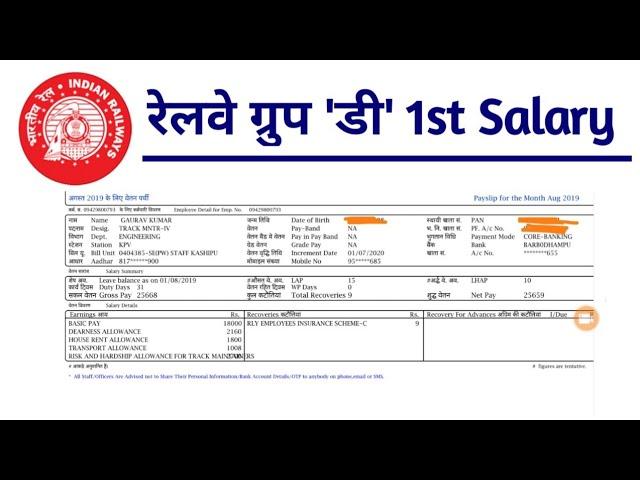 भारतीय रेल INDIAN RAILWAYS
रेलवे ग्रुप 'डी' 1st Salary
अगस्त 2019 के लिए वेतन पर्ची Payslip for the Month Aug 2019
कर्म. सं. 09429800793 के लिए कर्मचारी विवरण Employee Detail for Emp. No. 09429800793
नाम Name GAURAV KUMAR जन्म तिथि Date of Birth स्थायी खाता सं. PAN
पदनाम Desig. TRACK MNTR-IV वेतन Pay-Band NA भ. नि. खाता सं. PF. A/c No.
विभाग Dept. ENGINEERING वेतन बैंड में वेतन Pay in Pay Band NA भुगतान विधि Payment Mode CORE-BANKING
स्टेशन Station KPV ग्रेड वेतन Grade Pay NA बैंक Bank BARB0DHAMPU
बिल यू. Bill Unit 0404385-SE(PW) STAFF KASHIPU वेतन वृद्धि तिथि Increment Date 01/07/2020 खाता सं. A/c No. *******655
आधार Aadhar 817*****900 मोबाइल संख्या Mobile No 95****685
वेतन सारांश Salary Summary
शेष अव. Leave balance as on 01/08/2019 #औसत वे. अव. LAP 15 #अर्द्ध. वे. अव. LHAP 10
कार्य दिवस Duty Days 31 वेतन रहित दिवस WP Days 0
सकल वेतन Gross Pay 25668 कुल कटौतियां Total Recoveries 9 शुद्ध वेतन Net Pay 25659
वेतन विवरण Salary Details
Earnings आय Rs. Recoveries कटौतियां Rs. Recovery For Advances अग्रिम की कटौतियां I/Due
BASIC PAY 18000 RLY EMPLOYEES INSURANCE SCHEME-C 9
DEARNESS ALLOWANCE 2160
HOUSE RENT ALLOWANCE 1800
TRANSPORT ALLOWANCE 1008
RISK AND HARDSHIP ALLOWANCE FOR TRACK MAINTAINERS 2700
# आंकड़े अनुमानित हैं। # figures are tentative.
* All Staff/Officers are Advised not to Share Their Personal Information/Bank Account Details/OTP to anybody on phone,email or SMS.